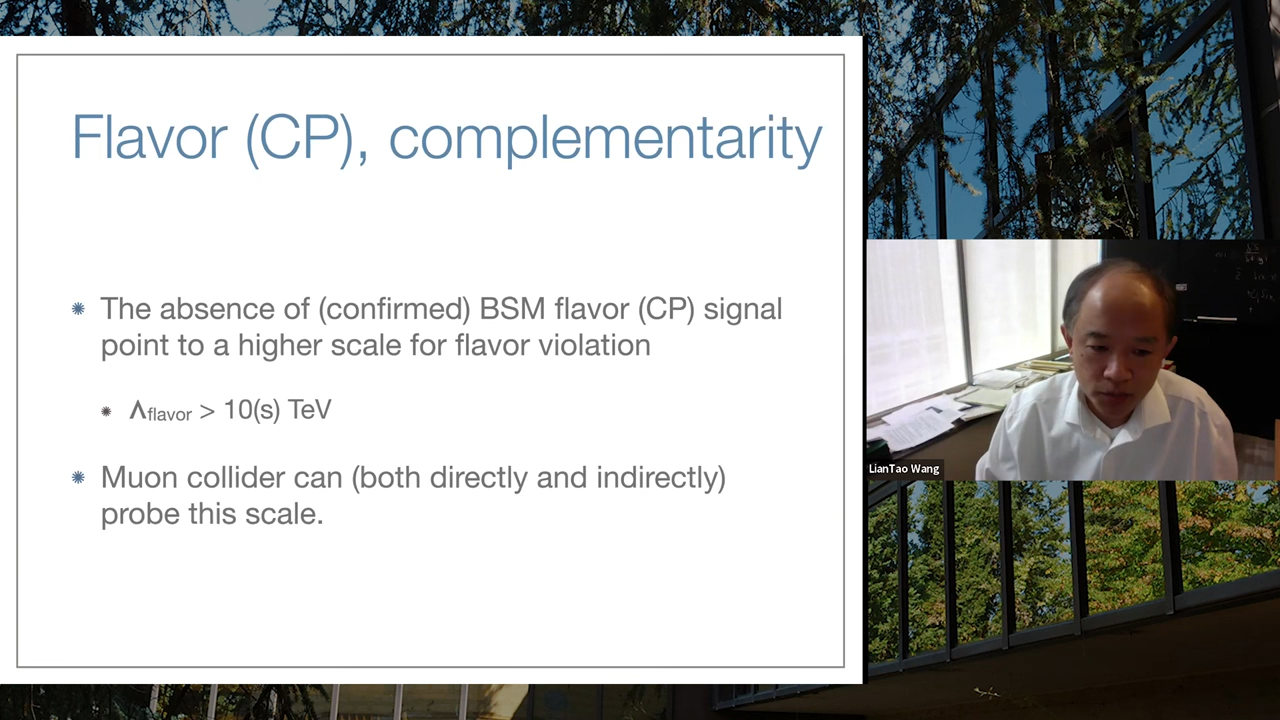 Flavor (CP), complementarity
The absence of (confirmed) BSM flavor (CP) signal
point to a higher scale for flavor violation
Λflavor > 10(s) TeV
Muon collider can (both directly and indirectly)
probe this scale.
LianTao Wang